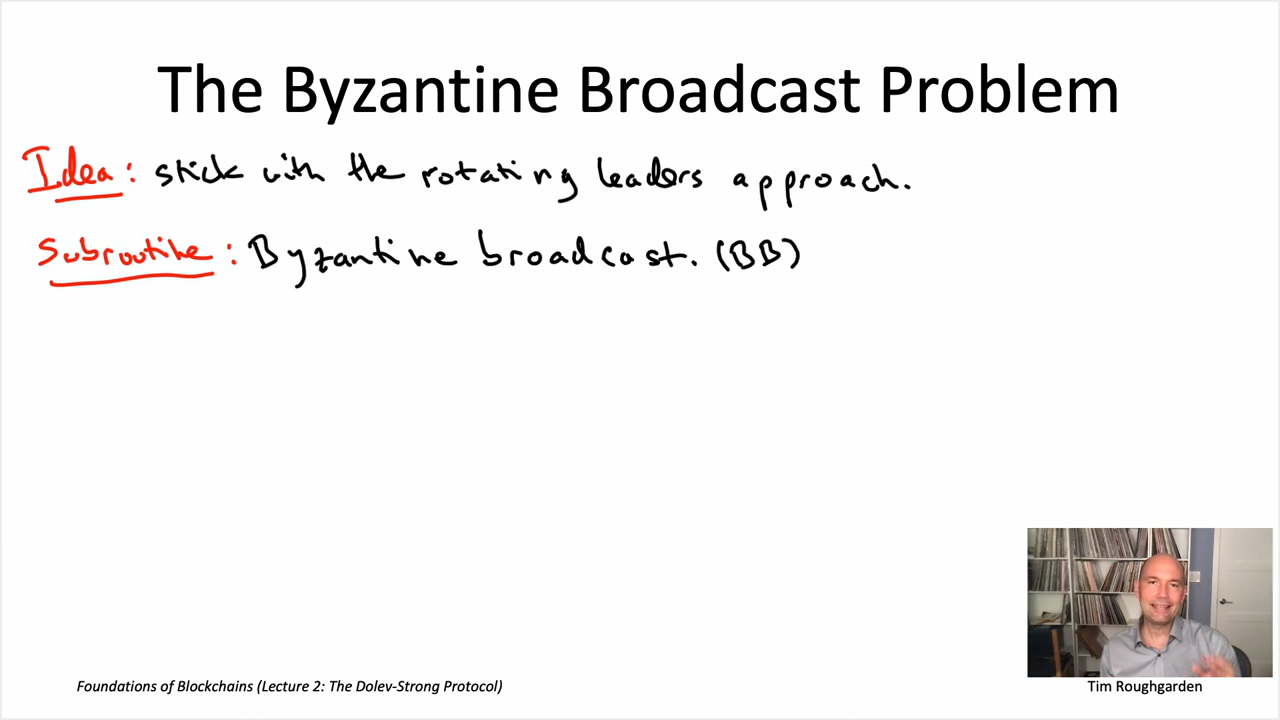 The Byzantine Broadcast Problem
Idea: stick with the rotating leaders approach.
Subroutine: Byzantine broadcast. (BB)
Foundations of Blockchains (Lecture 2: The Dolev-Strong Protocol)
Tim Roughgarden